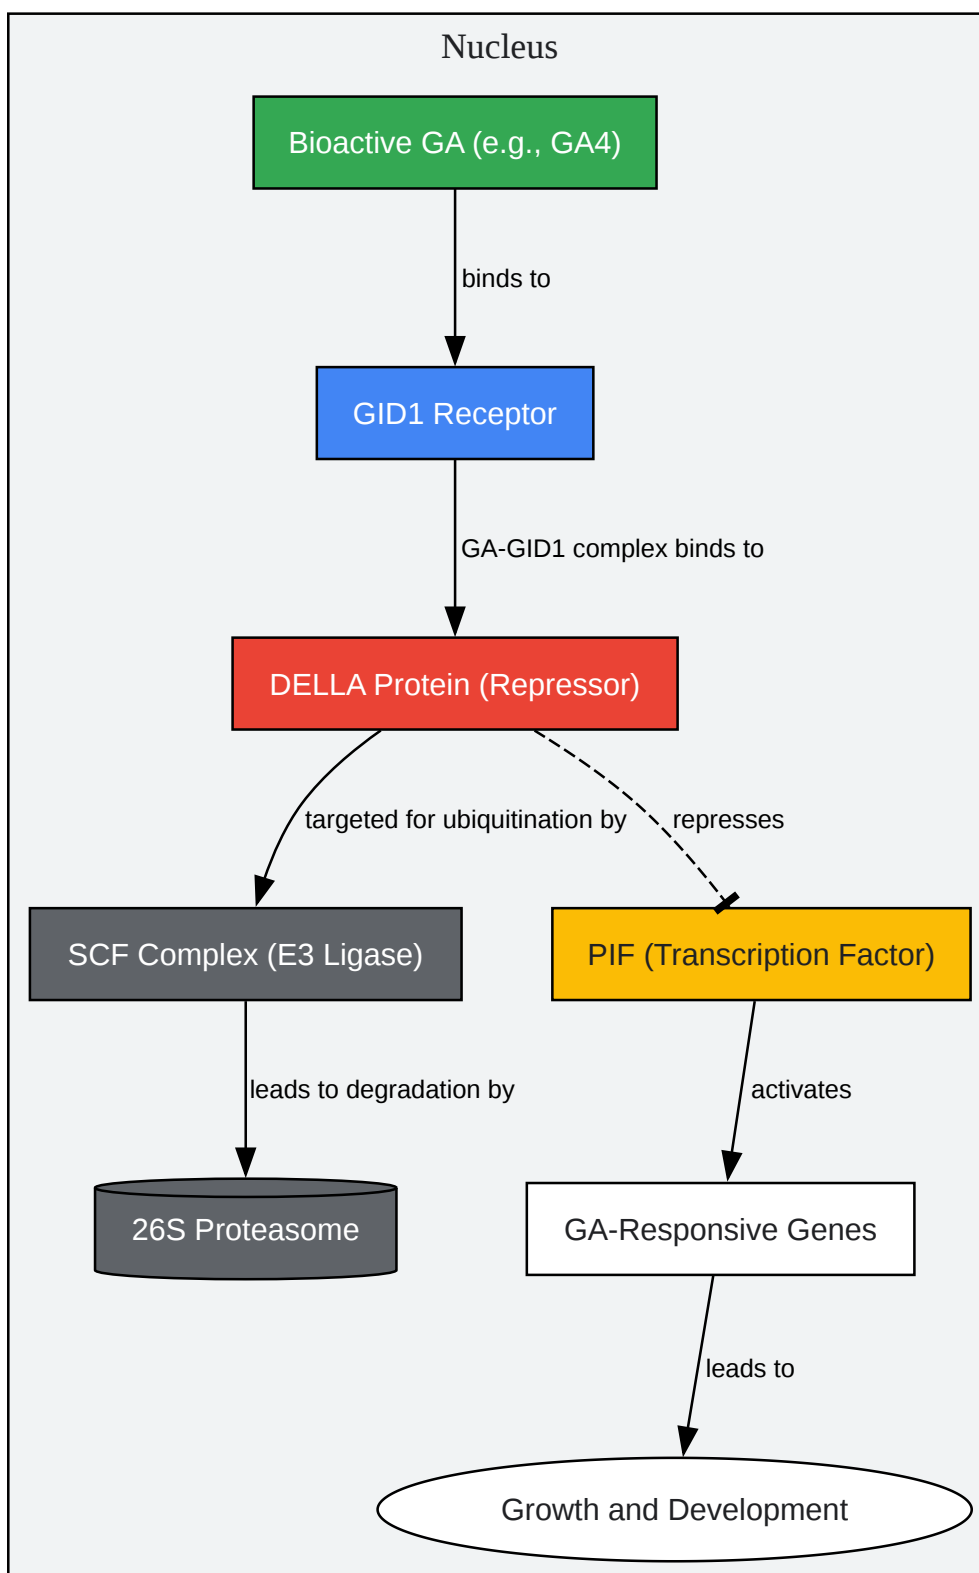 Nucleus
Bioactive GA (e.g., GA4)
binds to
GID1 Receptor
GA-GID1 complex binds to
DELLA Protein (Repressor)
targeted for ubiquitination by
represses
SCF Complex (E3 Ligase)
PIF (Transcription Factor)
leads to degradation by
activates
26S Proteasome
GA-Responsive Genes
leads to
Growth and Development